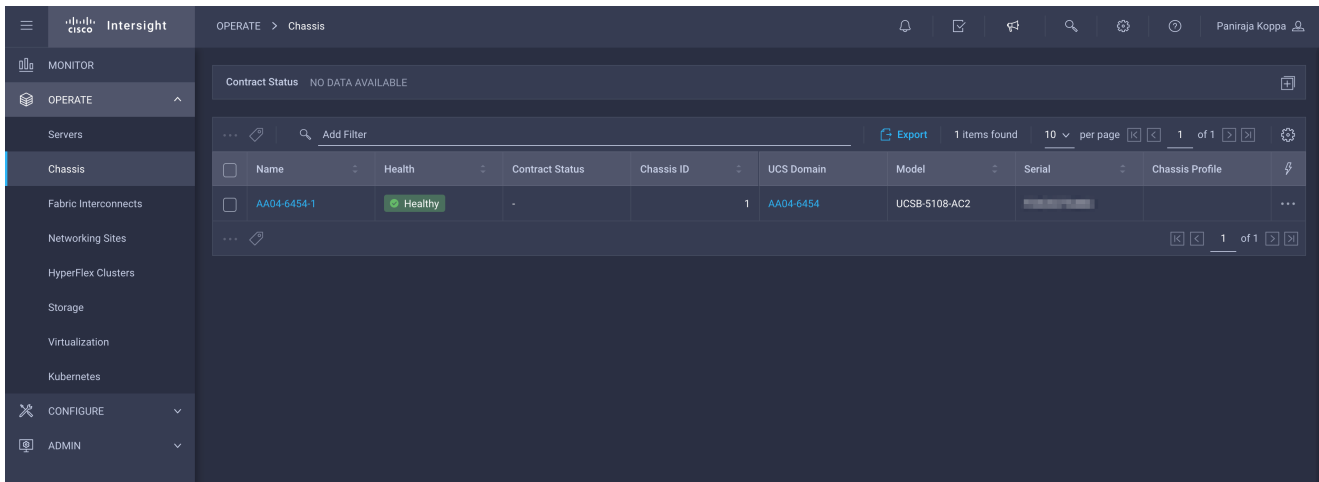 CISCO Intersight OPERATE > Chassis Paniraja Koppa
MONITOR
Contract Status NO DATA AVAILABLE
OPERATE
Servers
Add Filter Export 1 items found 10 per page 1 of 1
Chassis
Name Health Contract Status Chassis ID UCS Domain Model Serial Chassis Profile
Fabric Interconnects
AA04-6454-1 Healthy - 1 AA04-6454 UCSB-5108-AC2
Networking Sites
1 of 1
HyperFlex Clusters
Storage
Virtualization
Kubernetes
CONFIGURE
ADMIN